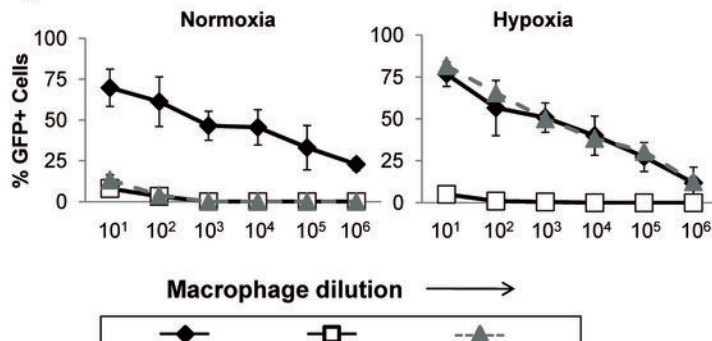 Normoxia
Hypoxia
% GFP+ Cells
100
75
50
25
0
10¹ 10² 10³ 10⁴ 10⁵ 10⁶
100
75
50
25
0
10¹ 10² 10³ 10⁴ 10⁵ 10⁶
Macrophage dilution